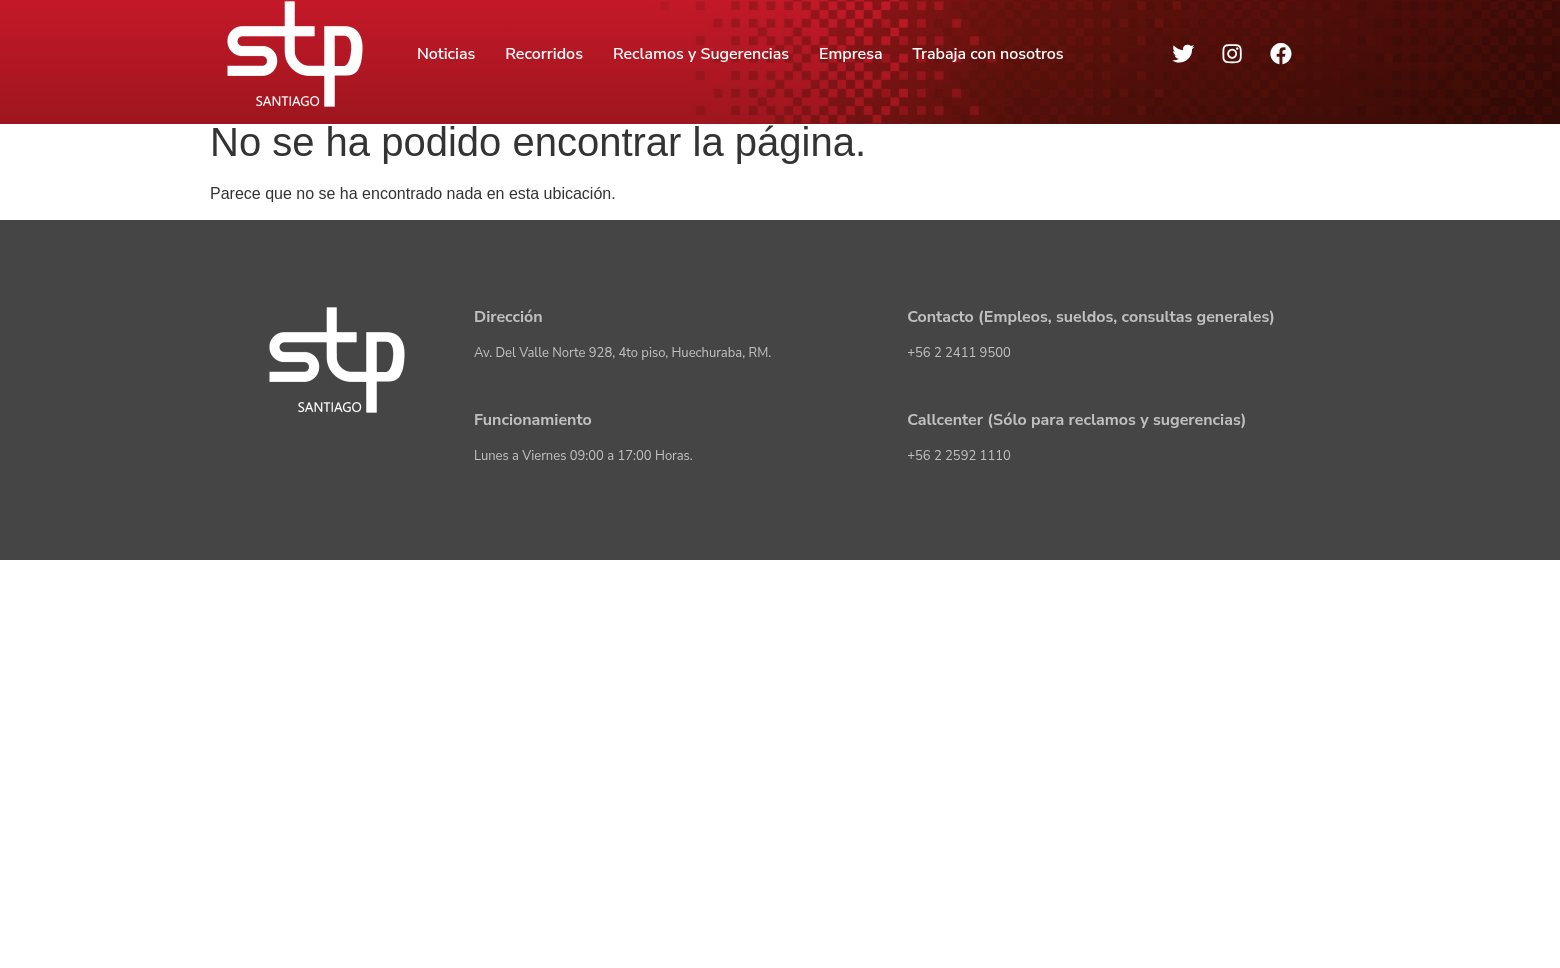 stp
SANTIAGO
Noticias
Recorridos
Reclamos y Sugerencias
Empresa
Trabaja con nosotros
No se ha podido encontrar la página.
Parece que no se ha encontrado nada en esta ubicación.
stp
SANTIAGO
Dirección
Av. Del Valle Norte 928, 4to piso, Huechuraba, RM.
Funcionamiento
Lunes a Viernes 09:00 a 17:00 Horas.
Contacto (Empleos, sueldos, consultas generales)
+56 2 2411 9500
Callcenter (Sólo para reclamos y sugerencias)
+56 2 2592 1110